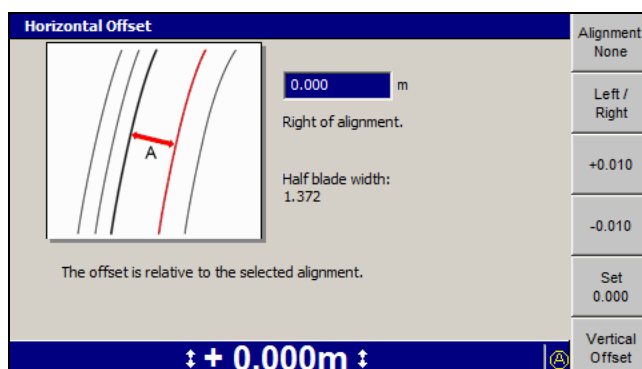 Horizontal Offset
A
0.000 m
Right of alignment.
Half blade width:
1.372
The offset is relative to the selected alignment.
+ 0.000m
A
Alignment
None
Left /
Right
+0.010
-0.010
Set
0.000
Vertical
Offset